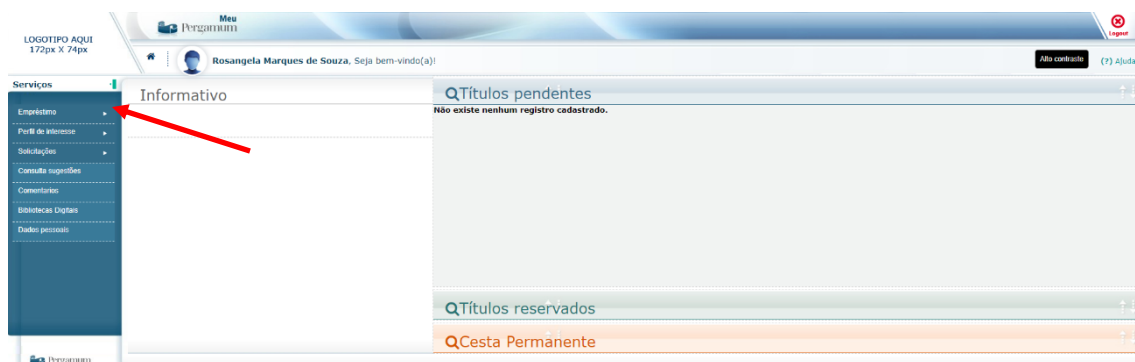 LOGOTIPO AQUI
172px X 74px
Meu
Pergamum
Logout
Rosangela Marques de Souza, Seja bem-vindo(a)!
Alto contraste
(?) Ajuda
Serviços
Empréstimo
Perfil de interesse
Solicitações
Consulta sugestões
Comentarios
Bibliotecas Digitais
Dados pessoais
Informativo
Títulos pendentes
Não existe nenhum registro cadastrado.
Títulos reservados
Cesta Permanente
Pergamum